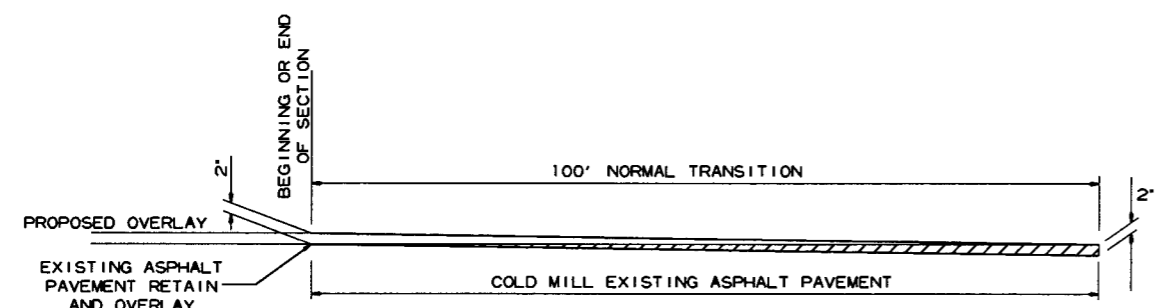 BEGINNING OR END
OF SECTION
2"
100' NORMAL TRANSITION
2"
PROPOSED OVERLAY
EXISTING ASPHALT
PAVEMENT RETAIN
AND OVERLAY
COLD MILL EXISTING ASPHALT PAVEMENT